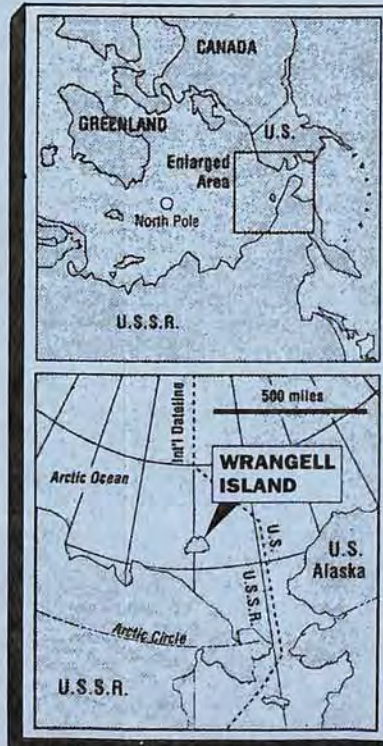 CANADA
GREENLAND
U.S.
Enlarged
Area
North Pole
U.S.S.R.
500 miles
Int'l Dateline
WRANGELL
ISLAND
Arctic Ocean
U.S.
Alaska
U.S.
U.S.S.R.
Arctic Circle
U.S.S.R.